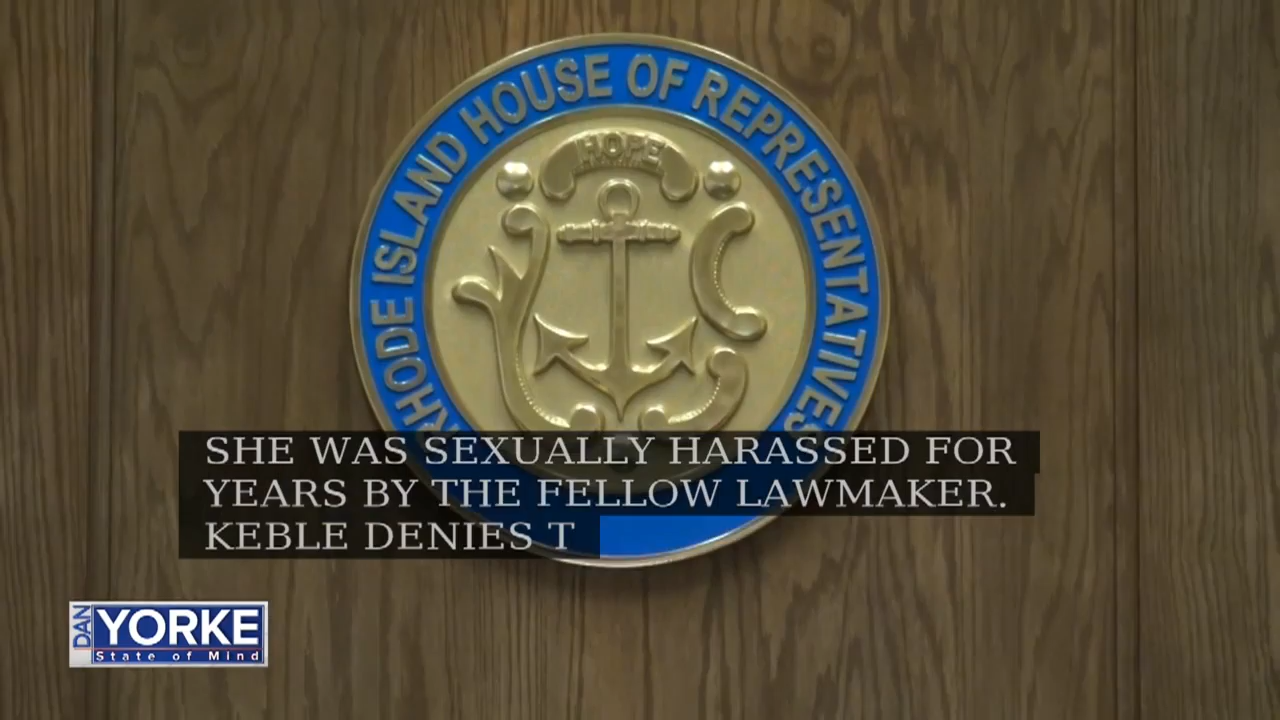 RHODE ISLAND HOUSE OF REPRESENTATIVES
HOPE
SHE WAS SEXUALLY HARASSED FOR
YEARS BY THE FELLOW LAWMAKER.
KEBLE DENIES T
DAN
YORKE
State of Mind